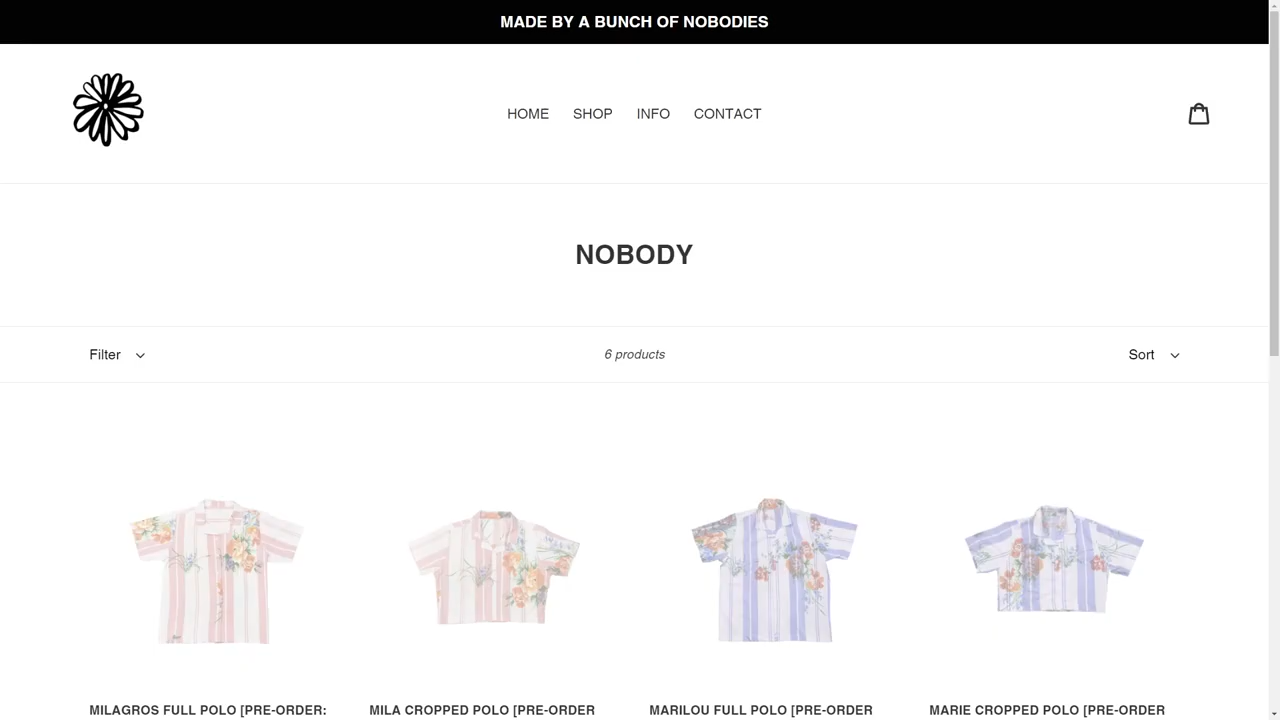 MADE BY A BUNCH OF NOBODIES
HOME SHOP INFO CONTACT
NOBODY
Filter 6 products Sort
MILAGROS FULL POLO [PRE-ORDER: MILA CROPPED POLO [PRE-ORDER MARILOU FULL POLO [PRE-ORDER MARIE CROPPED POLO [PRE-ORDER